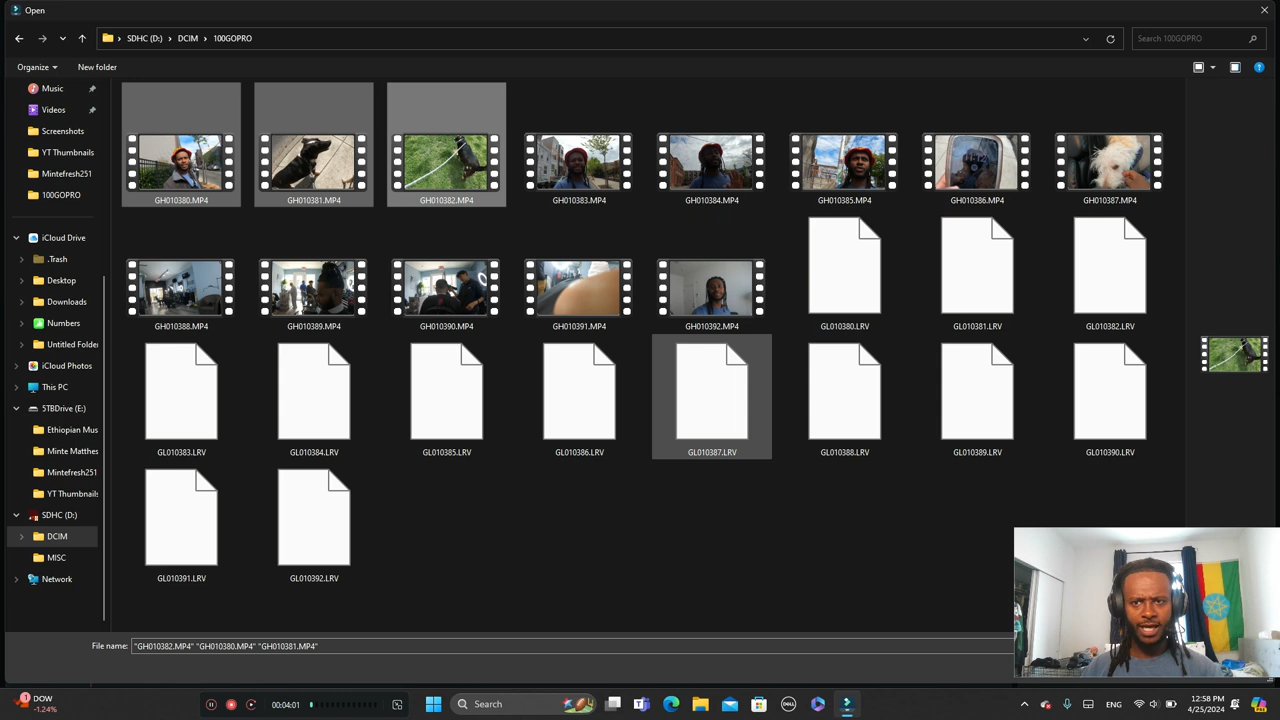 Open
SDHC (D:) DCIM 100GOPRO
Search 100GOPRO
Organize New folder
Music
Videos
Screenshots
YT Thumbnails
Mintefresh251
100GOPRO
iCloud Drive
.Trash
Desktop
Downloads
Numbers
Untitled Folde
iCloud Photos
This PC
5TBDrive (E:)
Ethiopian Mus
Minte Matthe
Mintefresh251
YT Thumbnails
SDHC (D:)
DCIM
MISC
Network
GH010380.MP4 GH010381.MP4 GH010382.MP4 GH010383.MP4 GH010384.MP4 GH010385.MP4 GH010386.MP4 GH010387.MP4
GH010388.MP4 GH010389.MP4 GH010390.MP4 GH010391.MP4 GH010392.MP4 GL010380.LRV GL010381.LRV GL010382.LRV
GL010383.LRV GL010384.LRV GL010385.LRV GL010386.LRV GL010387.LRV GL010388.LRV GL010389.LRV GL010390.LRV
GL010391.LRV GL010392.LRV
File name: "GH010382.MP4" "GH010380.MP4" "GH010381.MP4"
1 DOW
-1.24%
00:04:01
Search
DELL
ENG
12:58 PM
4/25/2024